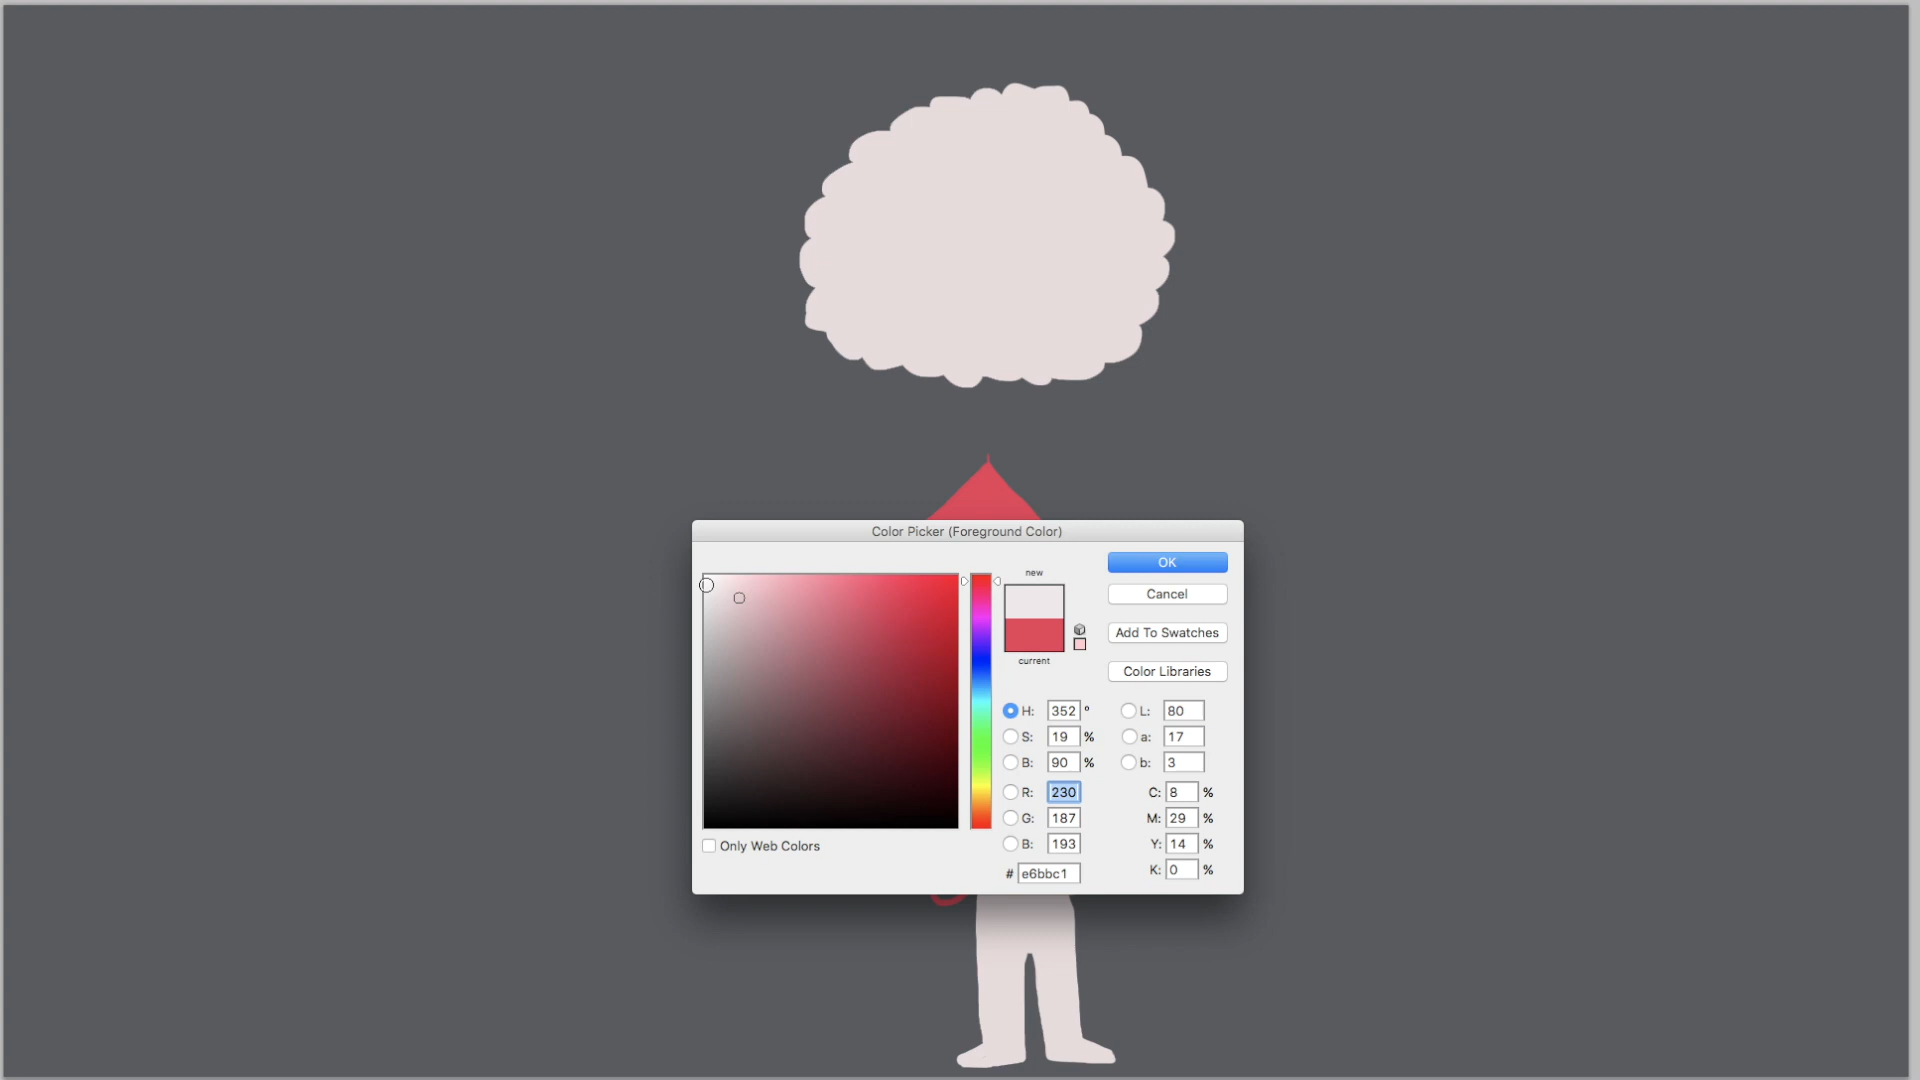 Color Picker (Foreground Color)
new
current
OK
Cancel
Add To Swatches
Color Libraries
H: 352 °
S: 19 %
B: 90 %
R: 230
G: 187
B: 193
# e6bbc1
L: 80
a: 17
b: 3
C: 8 %
M: 29 %
Y: 14 %
K: 0 %
Only Web Colors